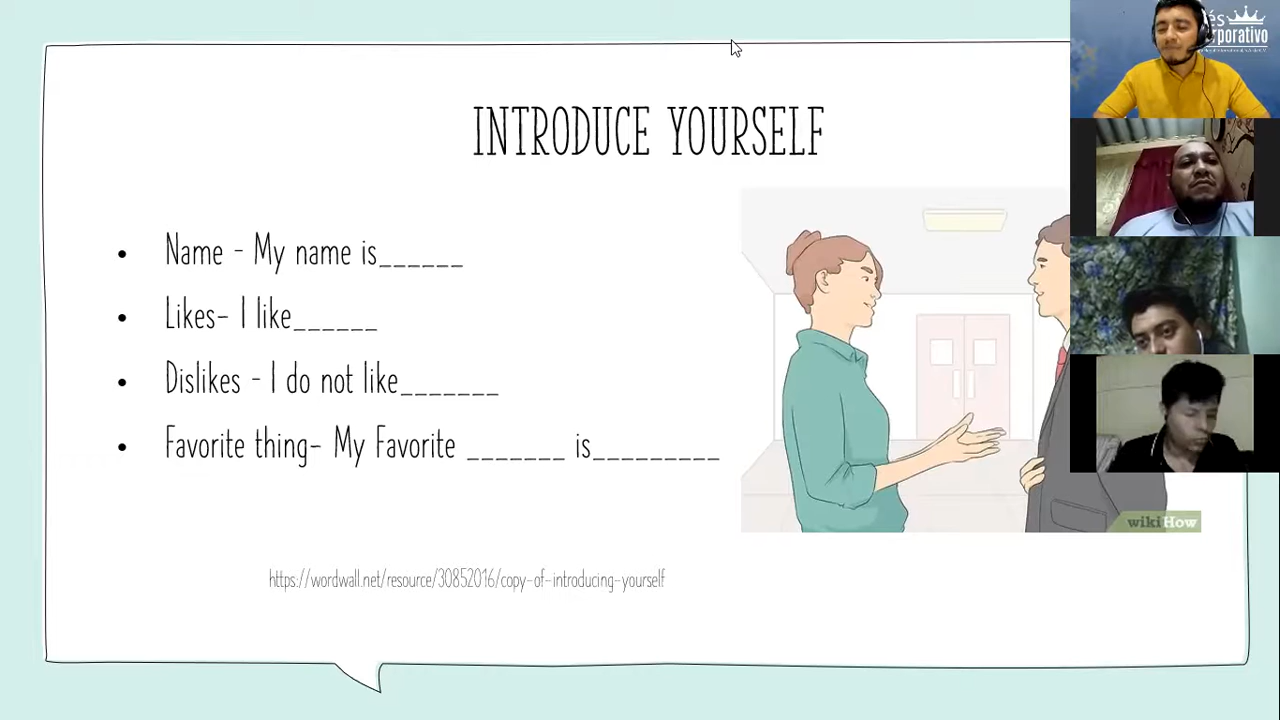 INTRODUCE YOURSELF
• Name - My name is______
• Likes- I like______
• Dislikes - I do not like_______
• Favorite thing- My Favorite _______ is_________
wikiHow
https://wordwall.net/resource/30852016/copy-of-introducing-yourself